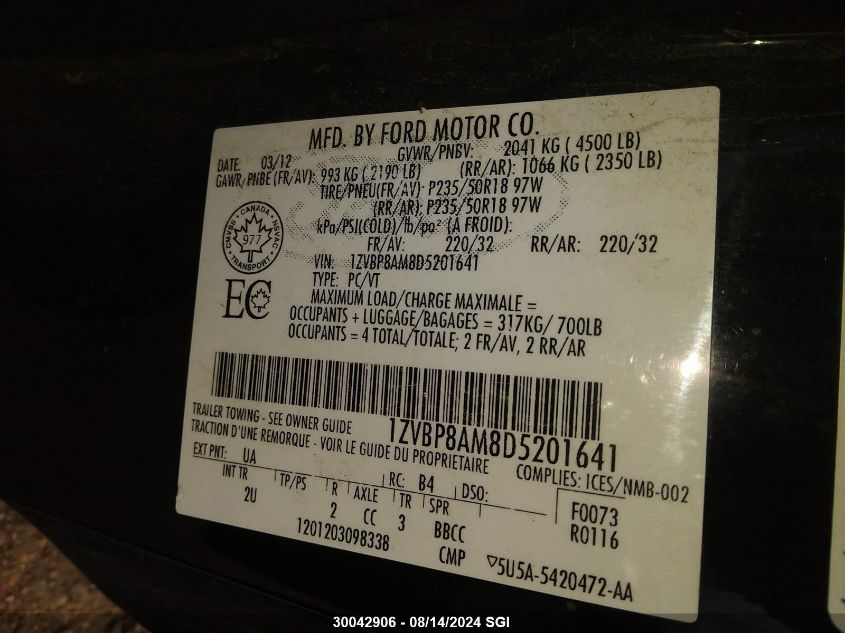 MFD. BY FORD MOTOR CO.
DATE: 03/12 GVWR/PNBV: 2041 KG ( 4500 LB)
GAWR/PNBE (FR/AV): 993 KG ( 2190 LB) (RR/AR): 1066 KG ( 2350 LB)
TIRE/PNEU(FR/AV): P235/50R18 97W
(RR/AR): P235/50R18 97W
kPa/PSI(COLD)/lb/po² (À FROID):
FR/AV: 220/32 RR/AR: 220/32
CANADA
CMVSS NSVAC
977
TRANSPORT
VIN: 1ZVBP8AM8D5201641
TYPE: PC/VT
EC
MAXIMUM LOAD/CHARGE MAXIMALE =
OCCUPANTS + LUGGAGE/BAGAGES = 317KG/ 700LB
OCCUPANTS = 4 TOTAL/TOTALE; 2 FR/AV, 2 RR/AR
TRAILER TOWING - SEE OWNER GUIDE 1ZVBP8AM8D5201641
TRACTION D'UNE REMORQUE - VOIR LE GUIDE DU PROPRIETAIRE
COMPLIES: ICES/NMB-002
EXT PNT: UA RC: B4 DSO:
INT TR TP/PS R AXLE TR SPR F0073
2U 2 CC 3 BBCC R0116
1201203098338 CMP ▽5U5A-5420472-AA
30042906 - 08/14/2024 SGI